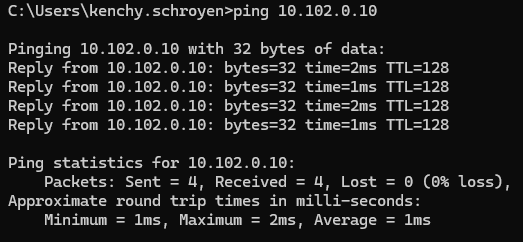 C:\Users\kenchy.schroyen>ping 10.102.0.10
Pinging 10.102.0.10 with 32 bytes of data:
Reply from 10.102.0.10: bytes=32 time=2ms TTL=128
Reply from 10.102.0.10: bytes=32 time=1ms TTL=128
Reply from 10.102.0.10: bytes=32 time=2ms TTL=128
Reply from 10.102.0.10: bytes=32 time=1ms TTL=128
Ping statistics for 10.102.0.10:
    Packets: Sent = 4, Received = 4, Lost = 0 (0% loss),
Approximate round trip times in milli-seconds:
    Minimum = 1ms, Maximum = 2ms, Average = 1ms